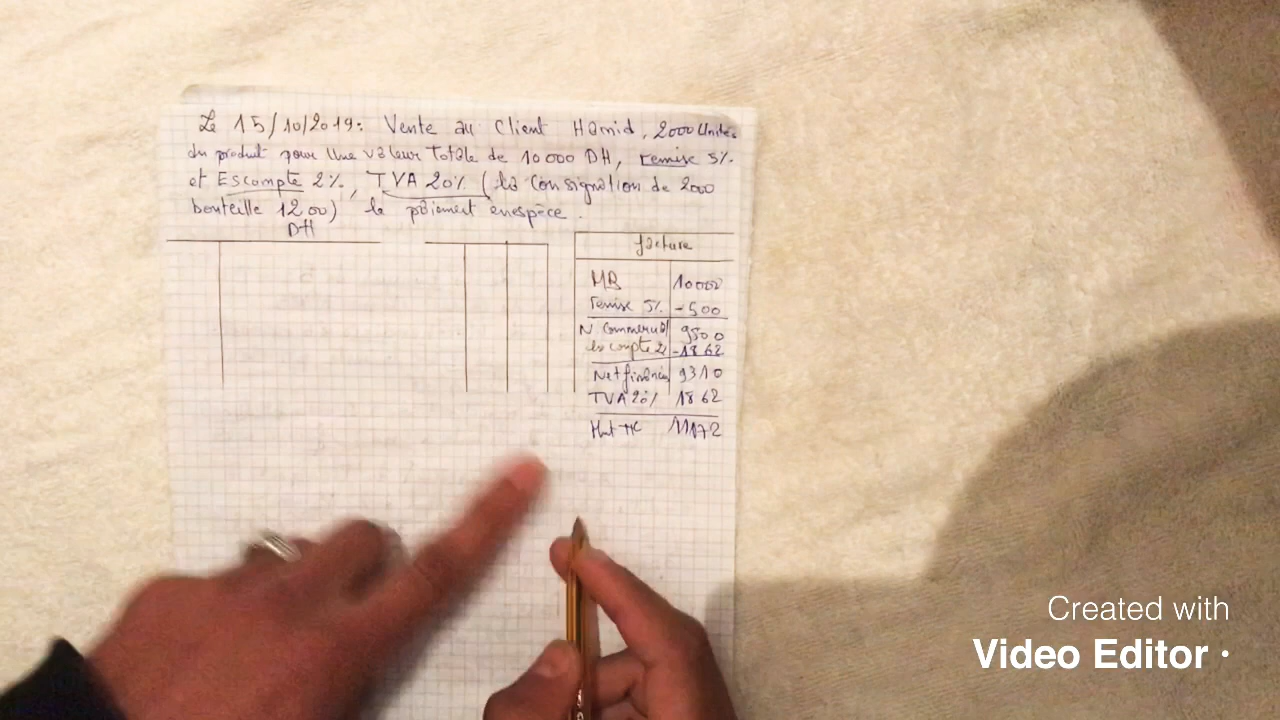 Le 15/10/2019: Vente au Client Hamid, 2000 Unités
du produit pour Une valeur Totale de 10 000 DH, remise 5%
et Escompte 2%, TVA 20% (la Consignation de 2000
bouteille 1200) le paiement en espèce.
DH
facture
MB 10000
remise 5% -500
N commercial 9500
escompte 2% -1862
Net financier 9310
TVA 20% 1862
Mnt TTC 11172
Created with
Video Editor